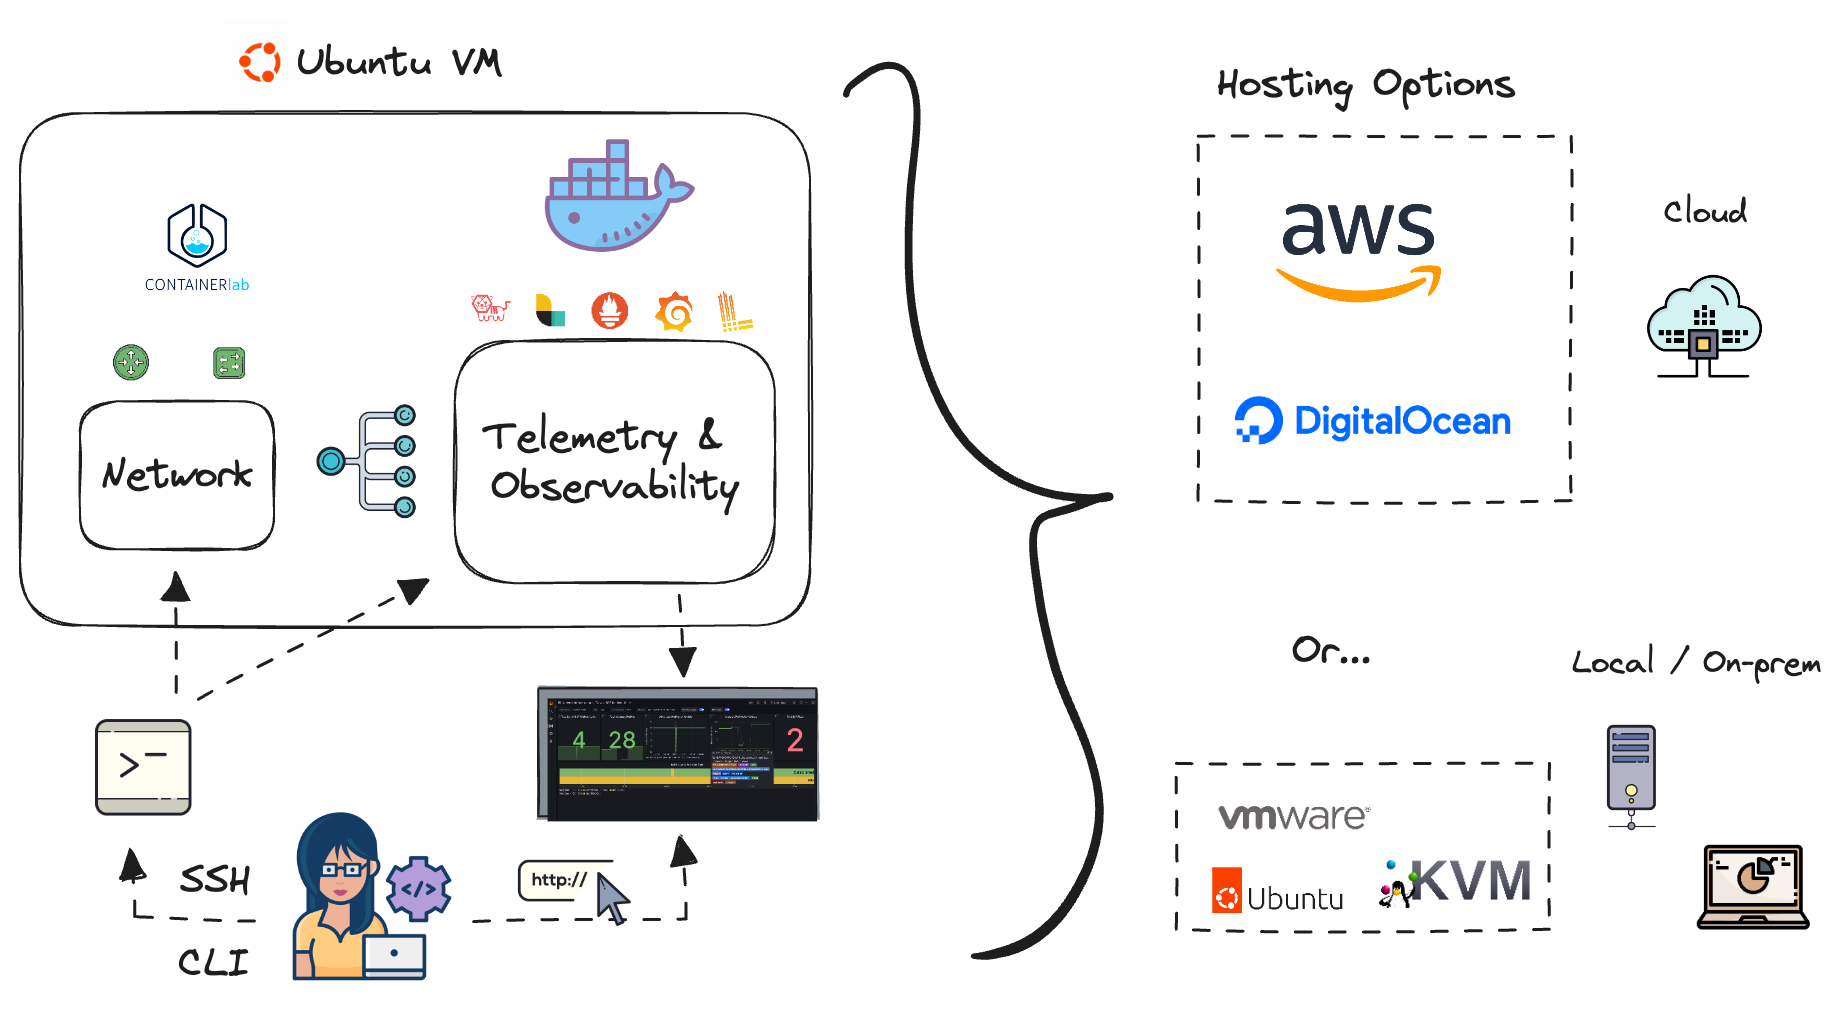 Ubuntu VM
CONTAINERlab
Network
Telemetry &
Observability
4
28
2
SSH
CLI
http://
Hosting Options
aws
DigitalOcean
Cloud
Or...
Local / On-prem
vmware®
Ubuntu
KVM